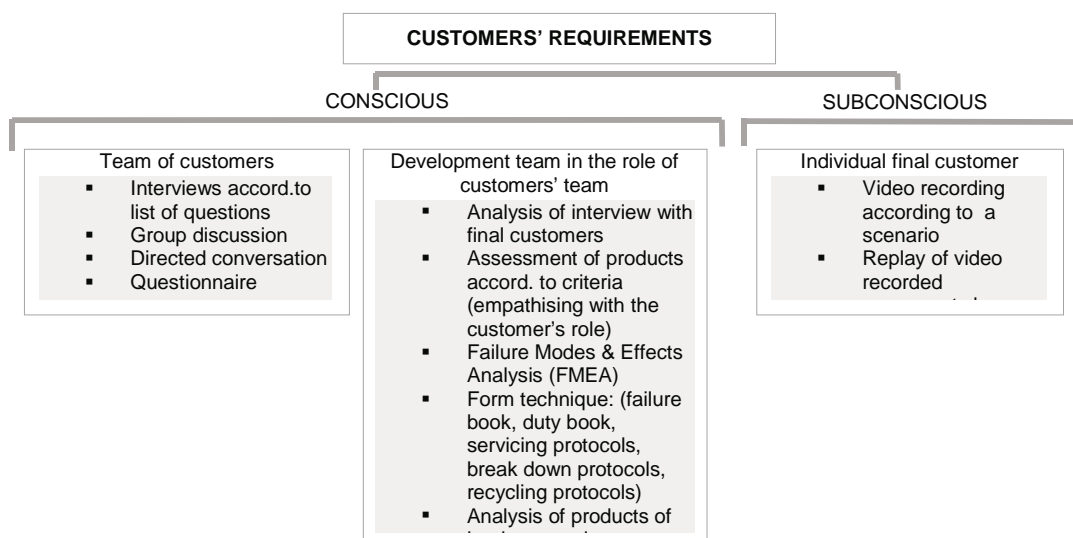 CUSTOMERS’ REQUIREMENTS
CONSCIOUS
SUBCONSCIOUS
Team of customers
▪ Interviews accord.to
list of questions
▪ Group discussion
▪ Directed conversation
▪ Questionnaire
Development team in the role of
customers’ team
▪ Analysis of interview with
final customers
▪ Assessment of products
accord. to criteria
(empathising with the
customer’s role)
▪ Failure Modes & Effects
Analysis (FMEA)
▪ Form technique: (failure
book, duty book,
servicing protocols,
break down protocols,
recycling protocols)
▪ Analysis of products of
Individual final customer
▪ Video recording
according to a
scenario
▪ Replay of video
recorded